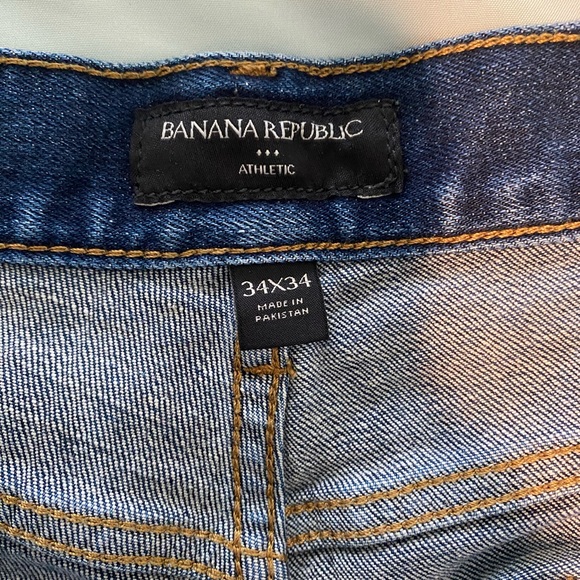 BANANA REPUBLIC
ATHLETIC
34X34
MADE IN
PAKISTAN